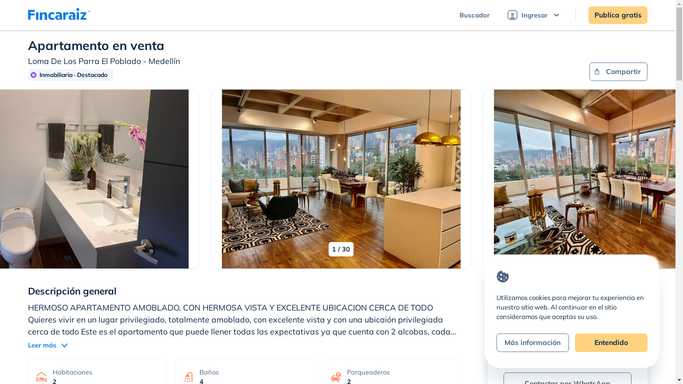 Fincaraiz
Buscador
Ingresar
Publica gratis
Apartamento en venta
Loma De Los Parra El Poblado - Medellín
Inmobiliaria · Destacado
Compartir
1 / 30
Descripción general
HERMOSO APARTAMENTO AMOBLADO, CON HERMOSA VISTA Y EXCELENTE UBICACION CERCA DE TODO
Quieres vivir en un lugar privilegiado, totalmente amoblado, con excelente vista y con una ubicaión privilegiada
cerca de todo Este es el apartamento que puede llenar todas las expectativas ya que cuenta con 2 alcobas, cada...
Leer más
Habitaciones
2
Baños
4
Parqueaderos
2
Utilizamos cookies para mejorar tu experiencia en
nuestro sitio web. Al continuar en el sitio
consideramos que aceptas su uso.
Más información
Entendido
Contactar por WhatsApp